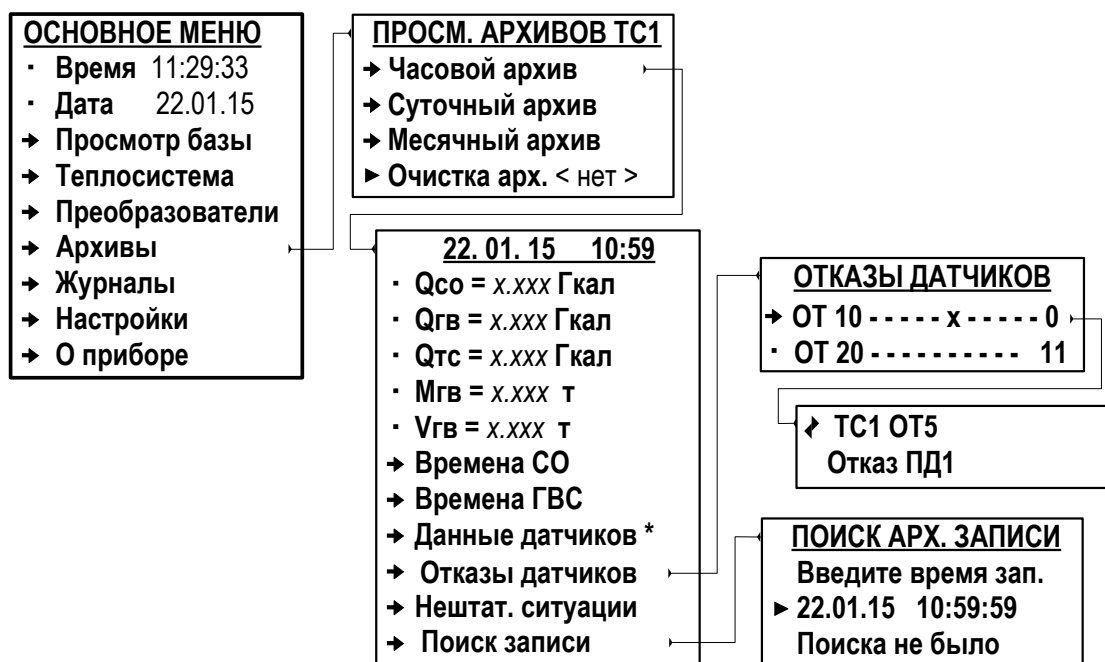 ОСНОВНОЕ МЕНЮ
· Время 11:29:33
· Дата 22.01.15
➔ Просмотр базы
➔ Теплосистема
➔ Преобразователи
➔ Архивы
➔ Журналы
➔ Настройки
➔ О приборе
ПРОСМ. АРХИВОВ ТС1
➔ Часовой архив
➔ Суточный архив
➔ Месячный архив
► Очистка арх. < нет >
22. 01. 15 10:59
· Qсо = x.xxx Гкал
· Qгв = x.xxx Гкал
· Qтс = x.xxx Гкал
· Мгв = x.xxx т
· Vгв = x.xxx т
➔ Времена СО
➔ Времена ГВС
➔ Данные датчиков *
➔ Отказы датчиков
➔ Нештат. ситуации
➔ Поиск записи
ОТКАЗЫ ДАТЧИКОВ
➔ ОТ 10 - - - - - x - - - - - 0
· ОТ 20 - - - - - - - - - - 11
ТС1 ОТ5
Отказ ПД1
ПОИСК АРХ. ЗАПИСИ
Введите время зап.
► 22.01.15 10:59:59
Поиска не было